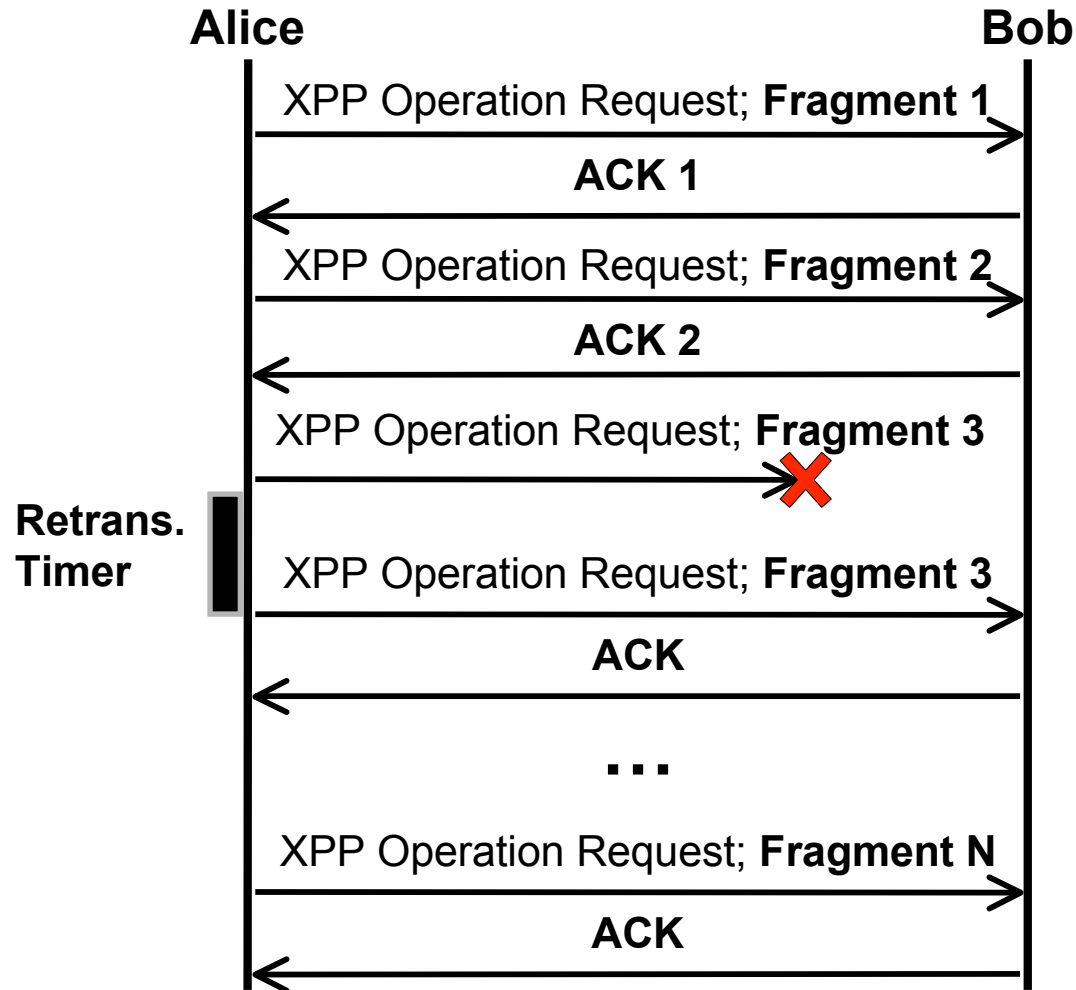 Alice
Bob
XPP Operation Request; Fragment 1
ACK 1
XPP Operation Request; Fragment 2
ACK 2
XPP Operation Request; Fragment 3
Retrans.
Timer
XPP Operation Request; Fragment 3
ACK
...
XPP Operation Request; Fragment N
ACK